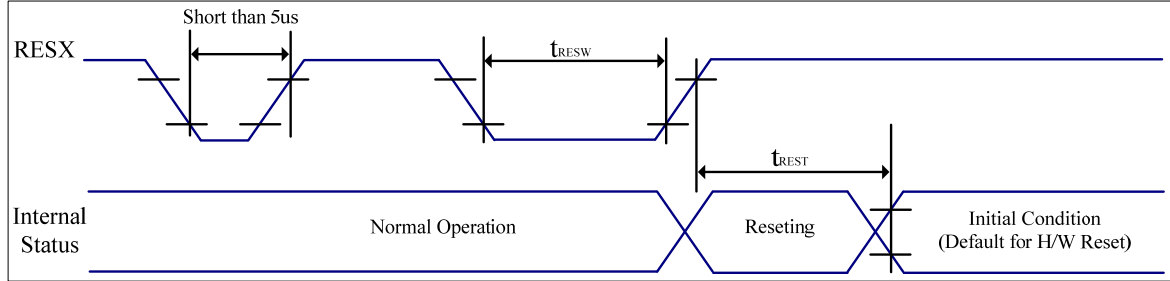 Short than 5us
RESX
tRESW
tREST
Internal
Status
Normal Operation
Reseting
Initial Condition
(Default for H/W Reset)